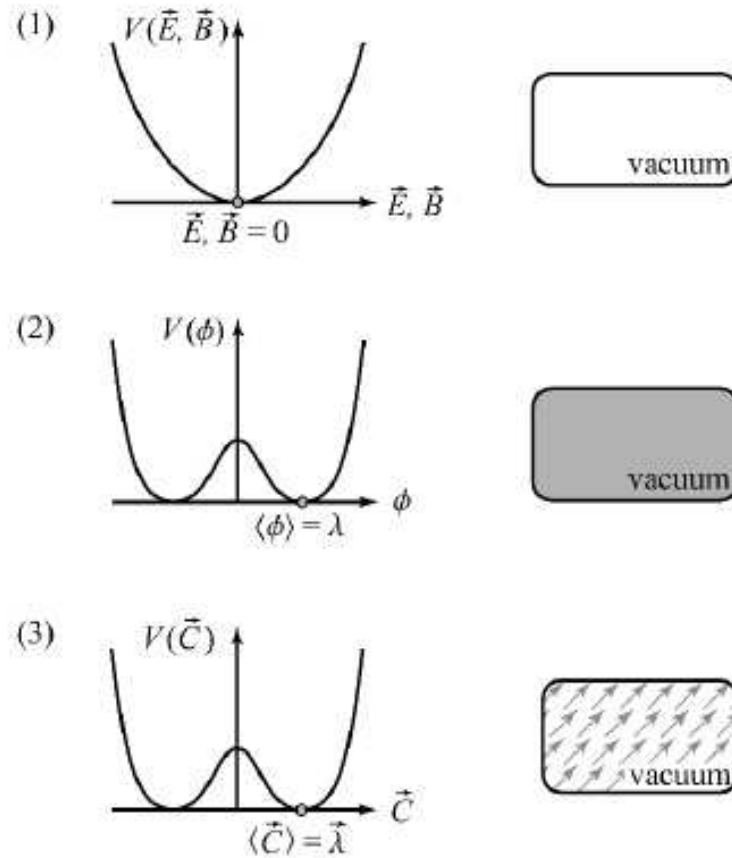 (1)
V(E⃗, B⃗)
vacuum
E⃗, B⃗
E⃗, B⃗ = 0
(2)
V(ϕ)
vacuum
⟨ϕ⟩ = λ
ϕ
(3)
V(C⃗)
vacuum
⟨C⃗⟩ = λ⃗
C⃗